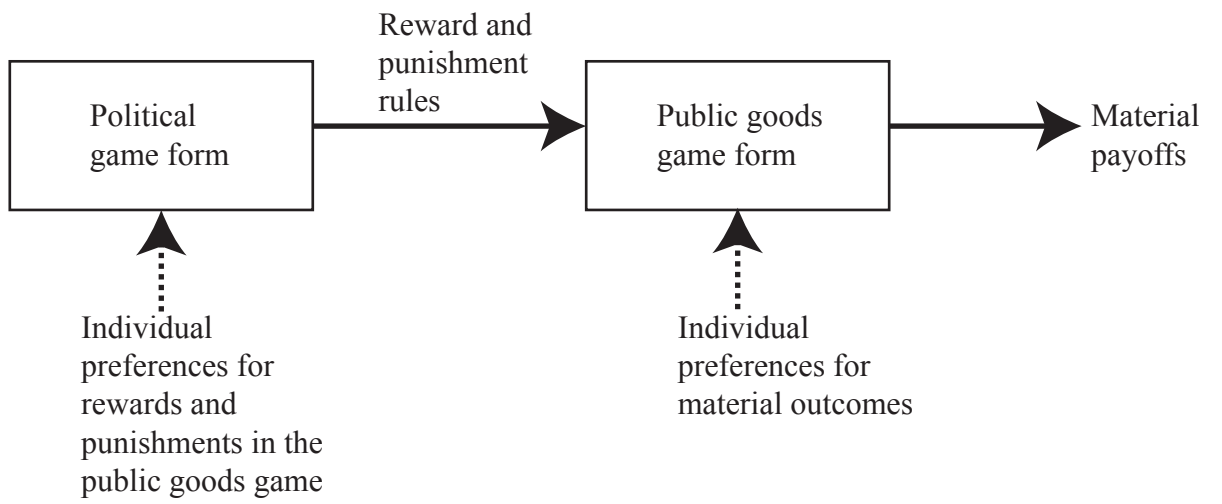 Reward and
punishment
rules
Political
game form
Public goods
game form
Material
payoffs
Individual
preferences for
rewards and
punishments in the
public goods game
Individual
preferences for
material outcomes